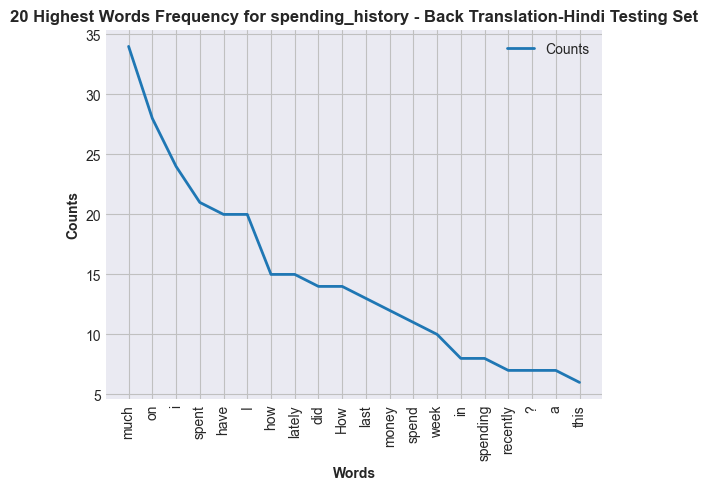 20 Highest Words Frequency for spending_history - Back Translation-Hindi Testing Set
Counts
35
30
25
20
15
10
5
Counts
much
on
i
spent
have
I
how
lately
did
How
last
money
spend
week
in
spending
recently
?
a
this
Words